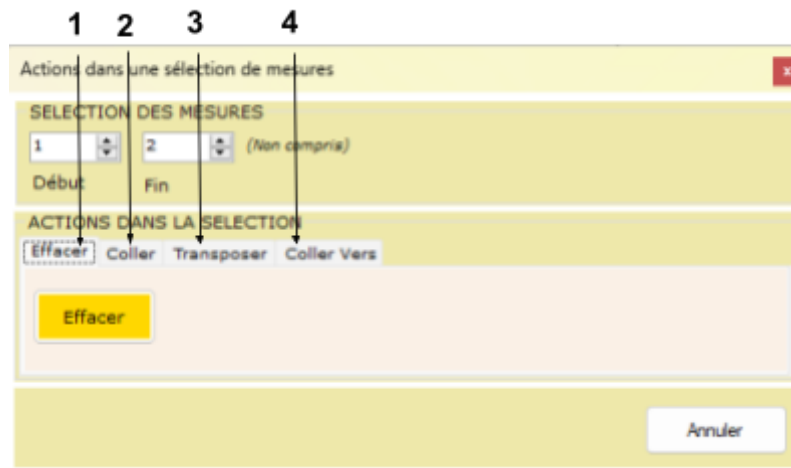 1 2 3 4
Actions dans une sélection de mesures x
SELECTION DES MESURES
1 2 (Non compris)
Début Fin
ACTIONS DANS LA SELECTION
Effacer Coller Transposer Coller Vers
Effacer
Annuler